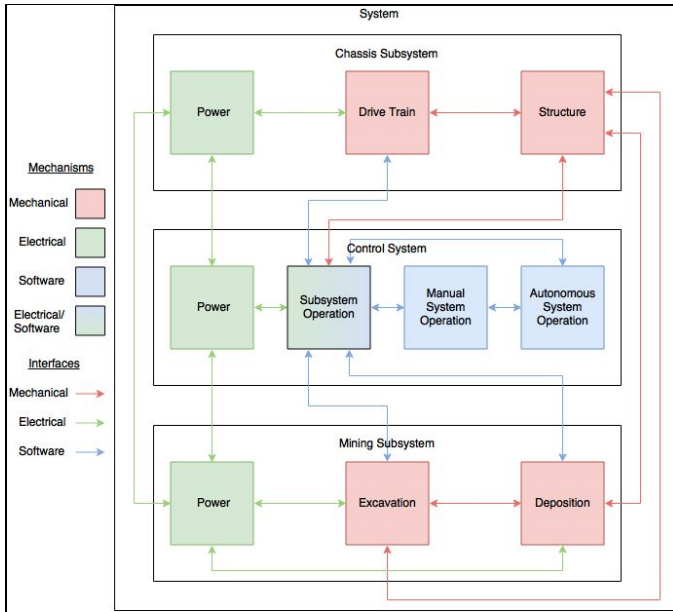 System
Chassis Subsystem
Power
Drive Train
Structure
Mechanisms
Mechanical
Electrical
Software
Electrical/
Software
Interfaces
Mechanical
Electrical
Software
Control System
Power
Subsystem
Operation
Manual
System
Operation
Autonomous
System
Operation
Mining Subsystem
Power
Excavation
Deposition